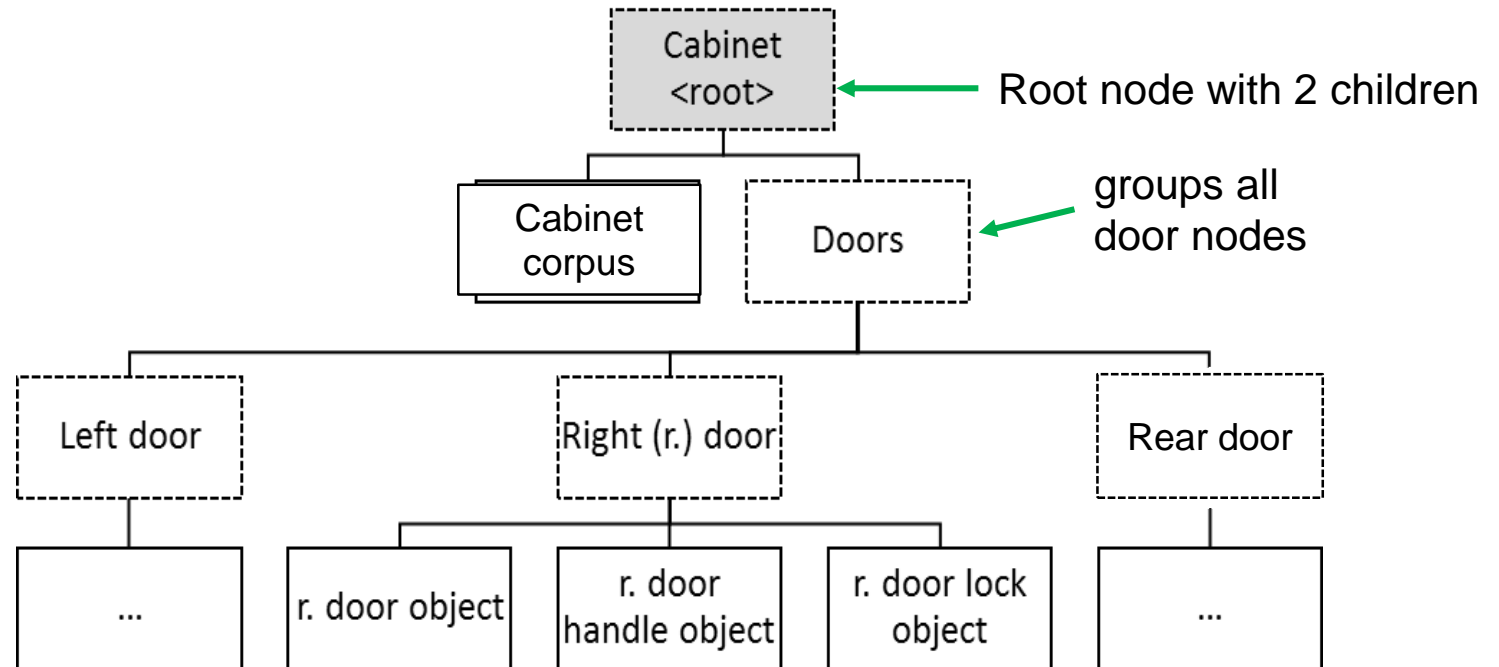 Cabinet
<root>
Root node with 2 children
Cabinet
corpus
Doors
groups all
door nodes
Left door
Right (r.) door
Rear door
...
r. door object
r. door
handle object
r. door lock
object
...